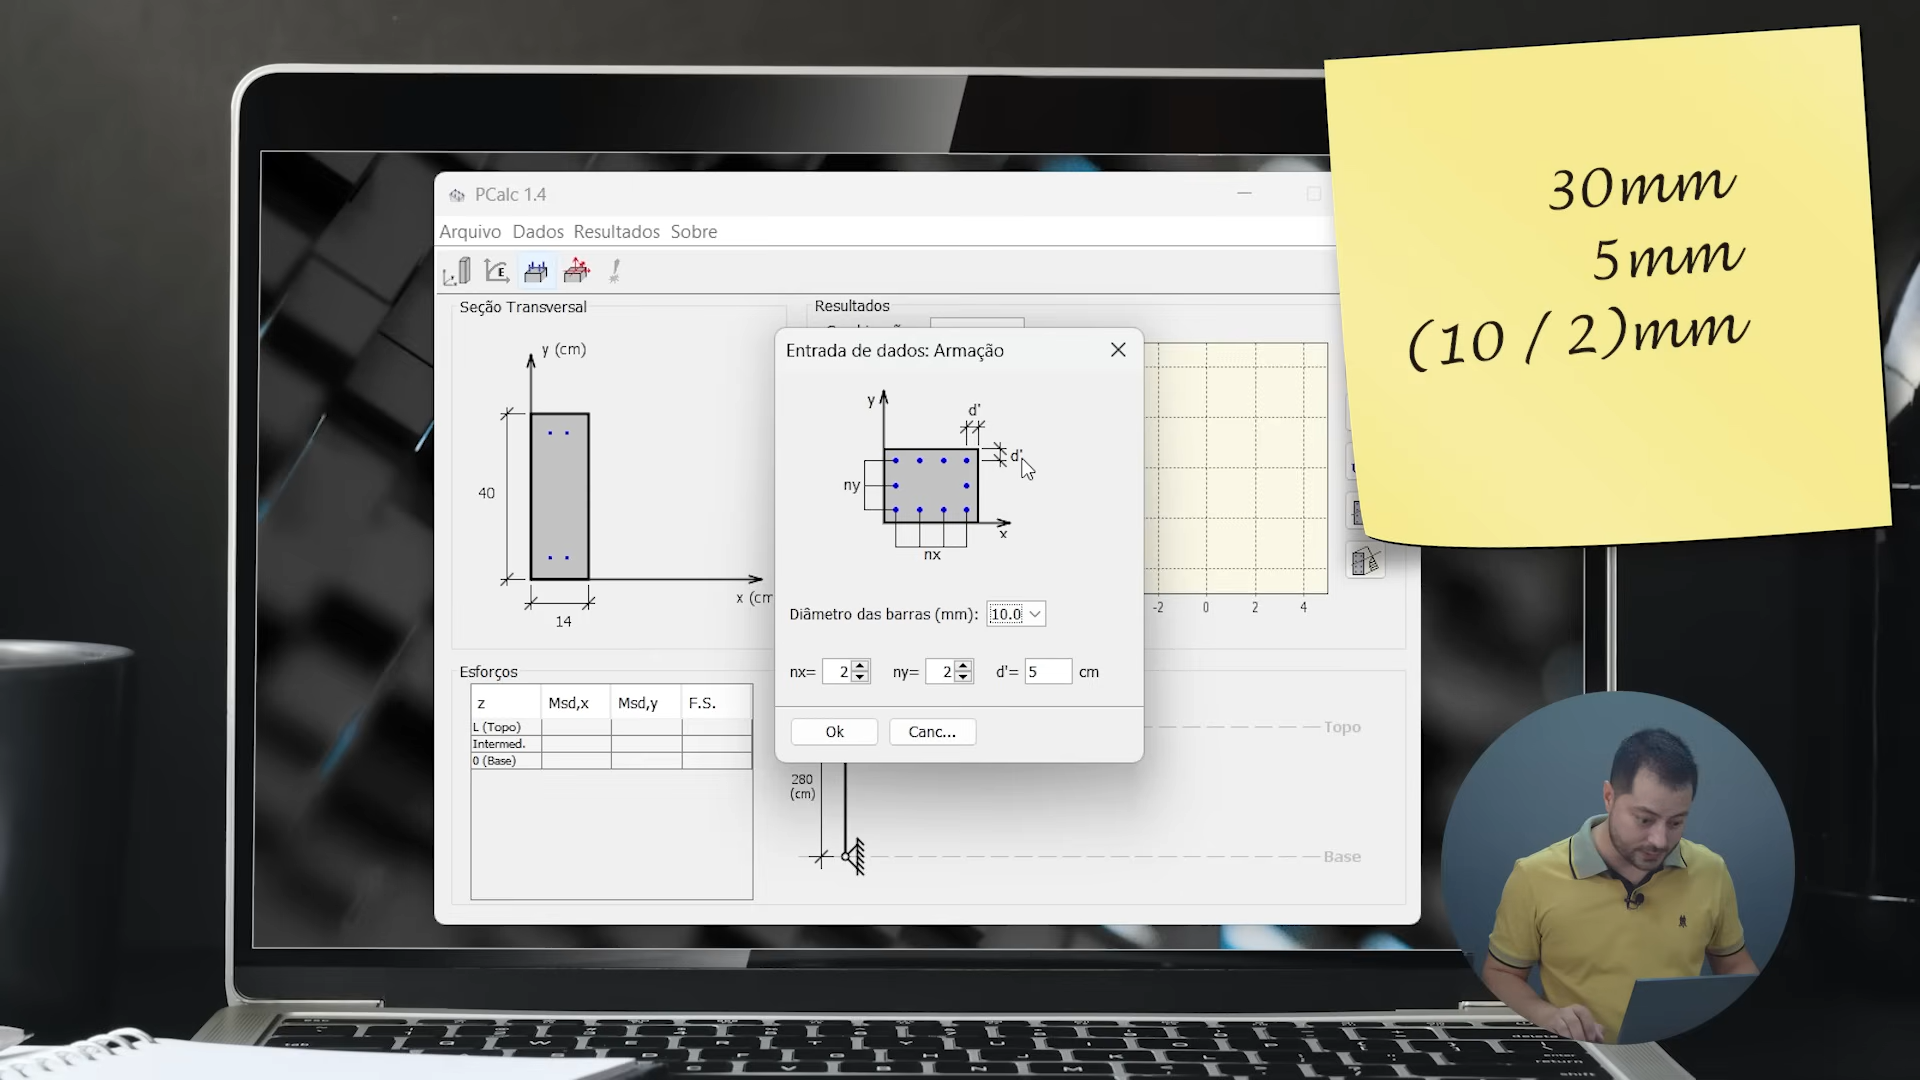 30mm
5mm
(10 / 2)mm
PCalc 1.4
Arquivo Dados Resultados Sobre
E
Seção Transversal
Resultados
y (cm)
40
14
x (cm
Entrada de dados: Armação
y
d'
d'
ny
x
nx
Diâmetro das barras (mm): 10.0
nx= 2 ny= 2 d'= 5 cm
Ok Canc...
-2 0 2 4
Esforços
z Msd,x Msd,y F.S.
L (Topo)
Intermed.
0 (Base)
280
(cm)
Topo
Base